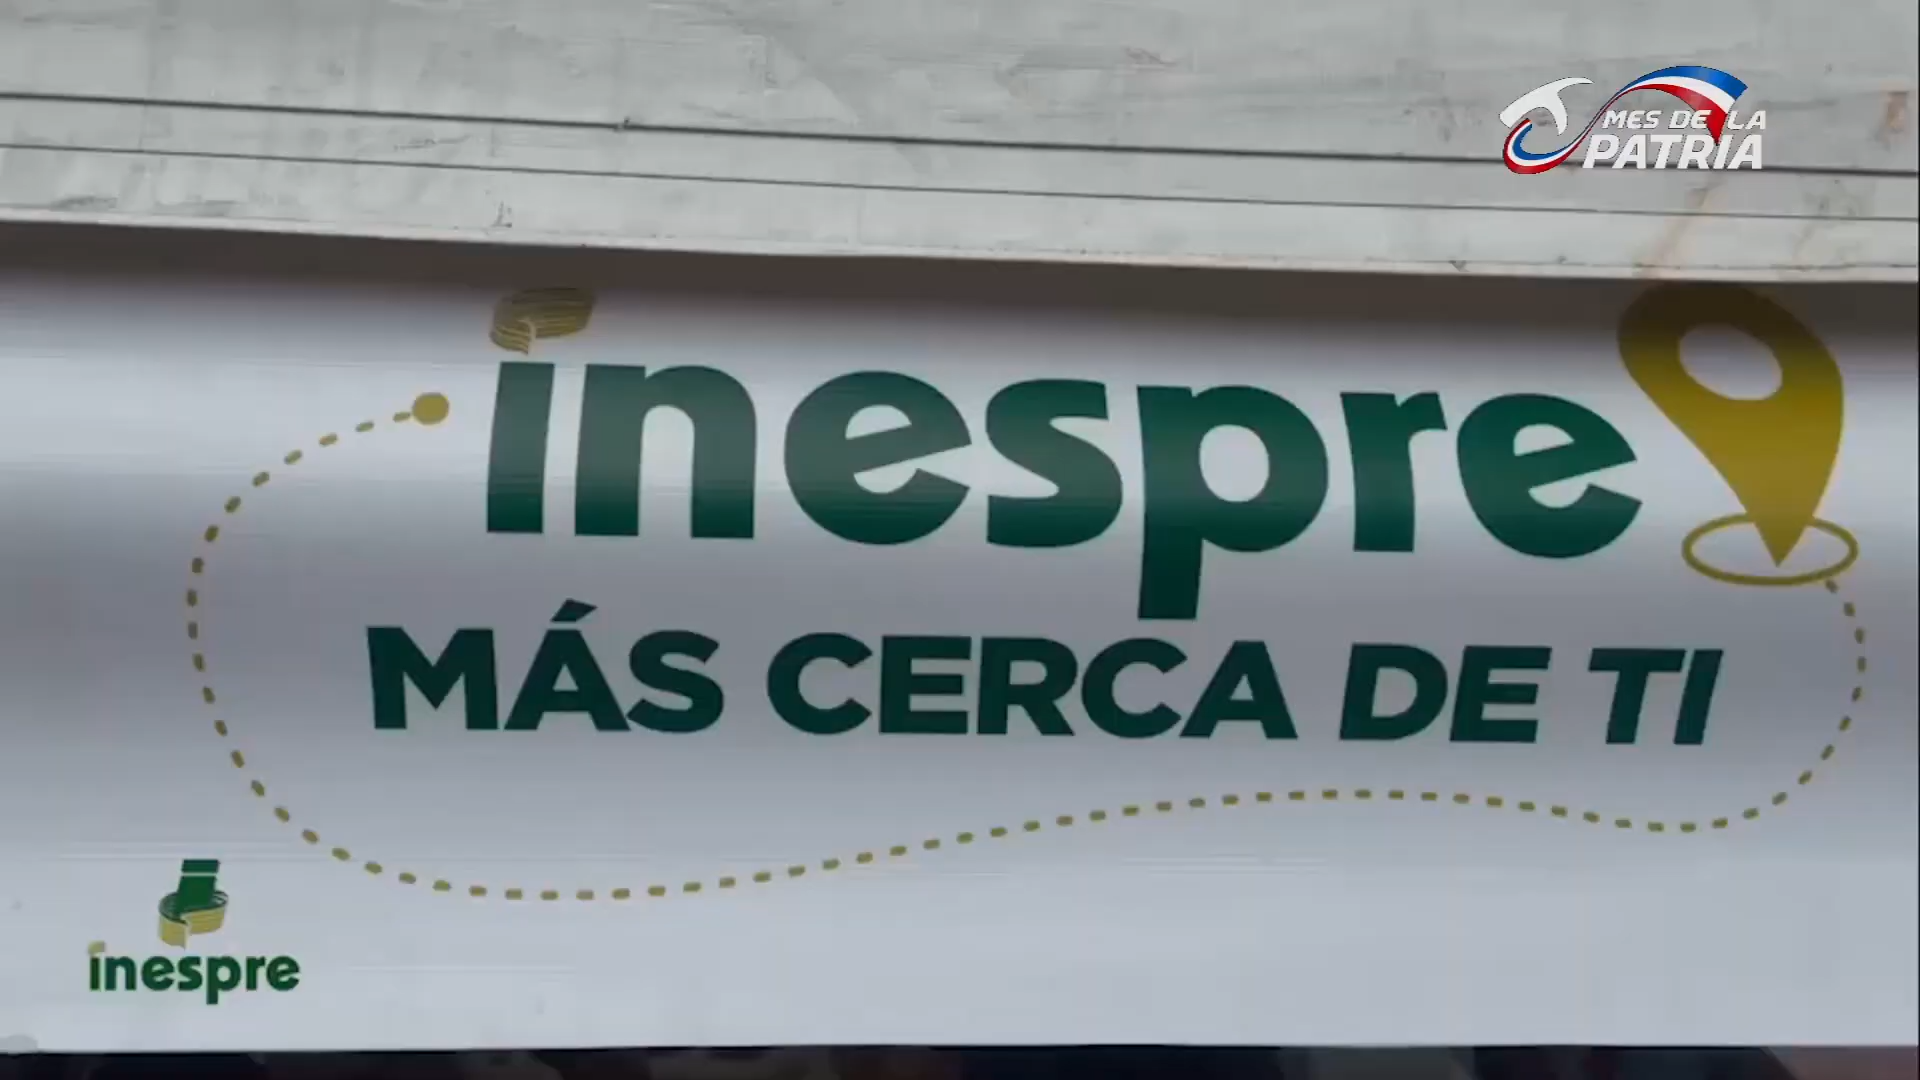 MES DE LA
PATRIA
inespre
MÁS CERCA DE TI
inespre